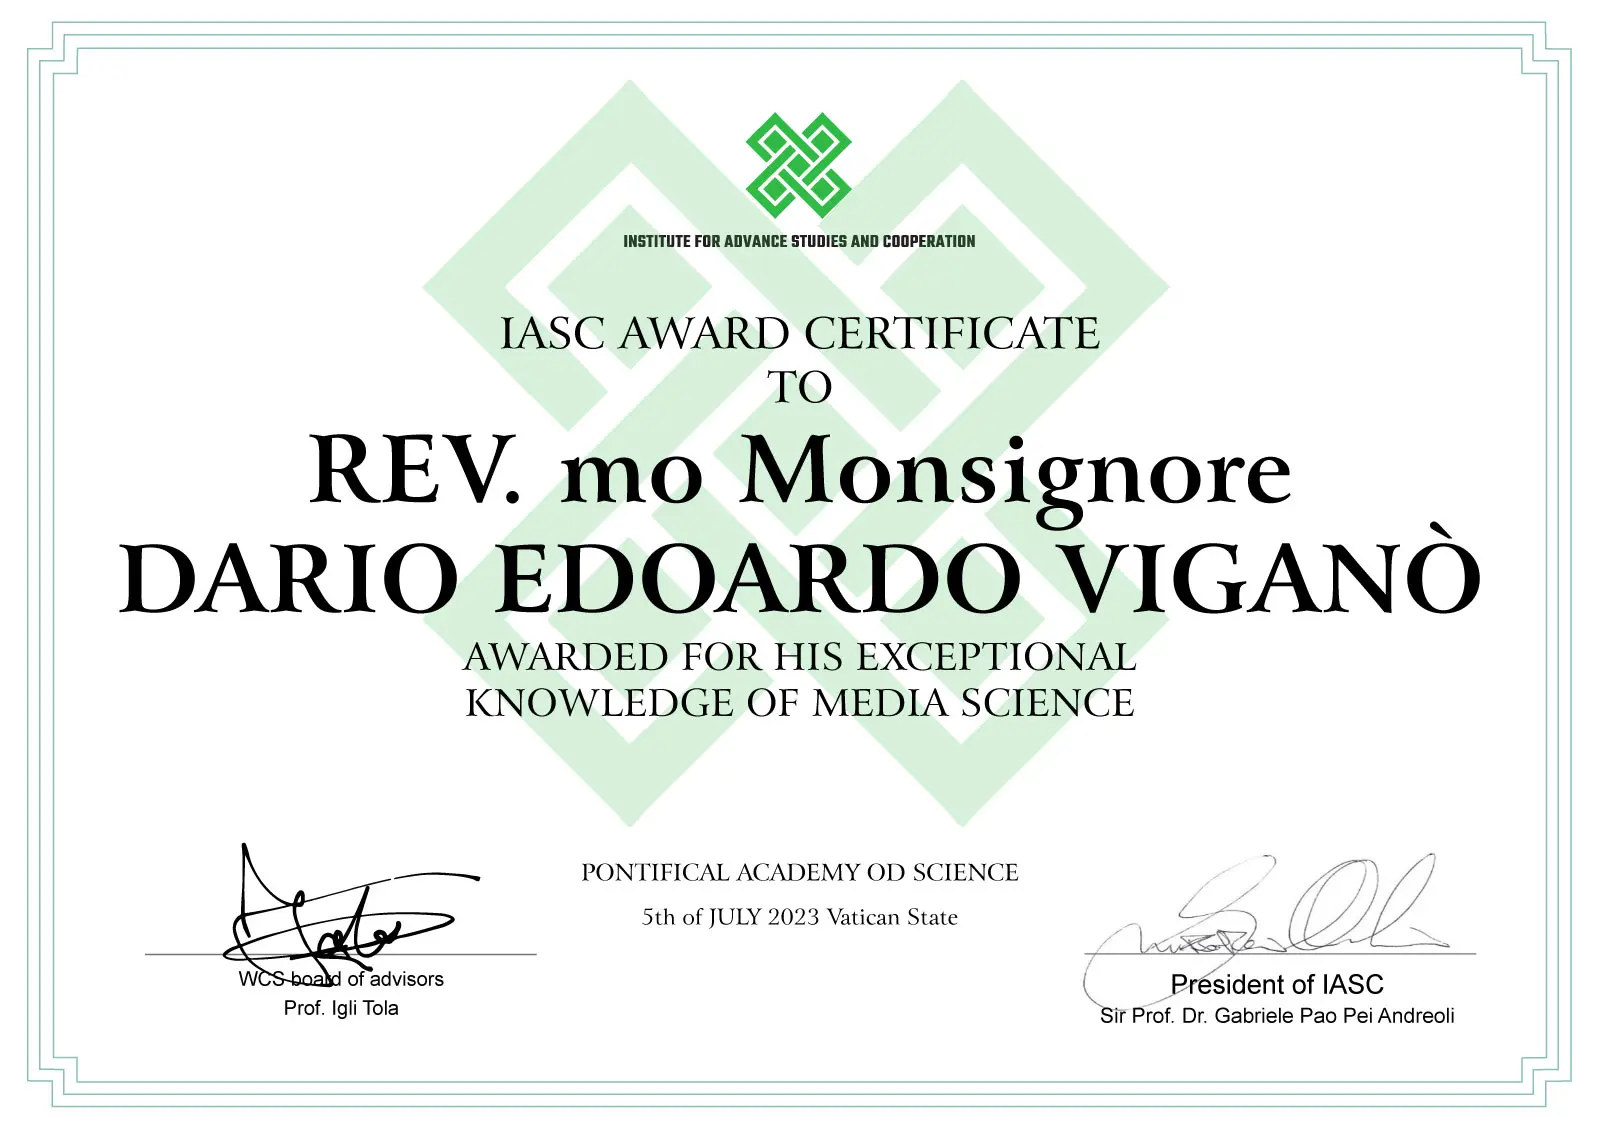 INSTITUTE FOR ADVANCE STUDIES AND COOPERATION
IASC AWARD CERTIFICATE
TO
REV. mo Monsignore
DARIO EDOARDO VIGANÒ
AWARDED FOR HIS EXCEPTIONAL
KNOWLEDGE OF MEDIA SCIENCE
PONTIFICAL ACADEMY OD SCIENCE
5th of JULY 2023 Vatican State
WCS board of advisors
Prof. Igli Tola
President of IASC
Sir Prof. Dr. Gabriele Pao Pei Andreoli